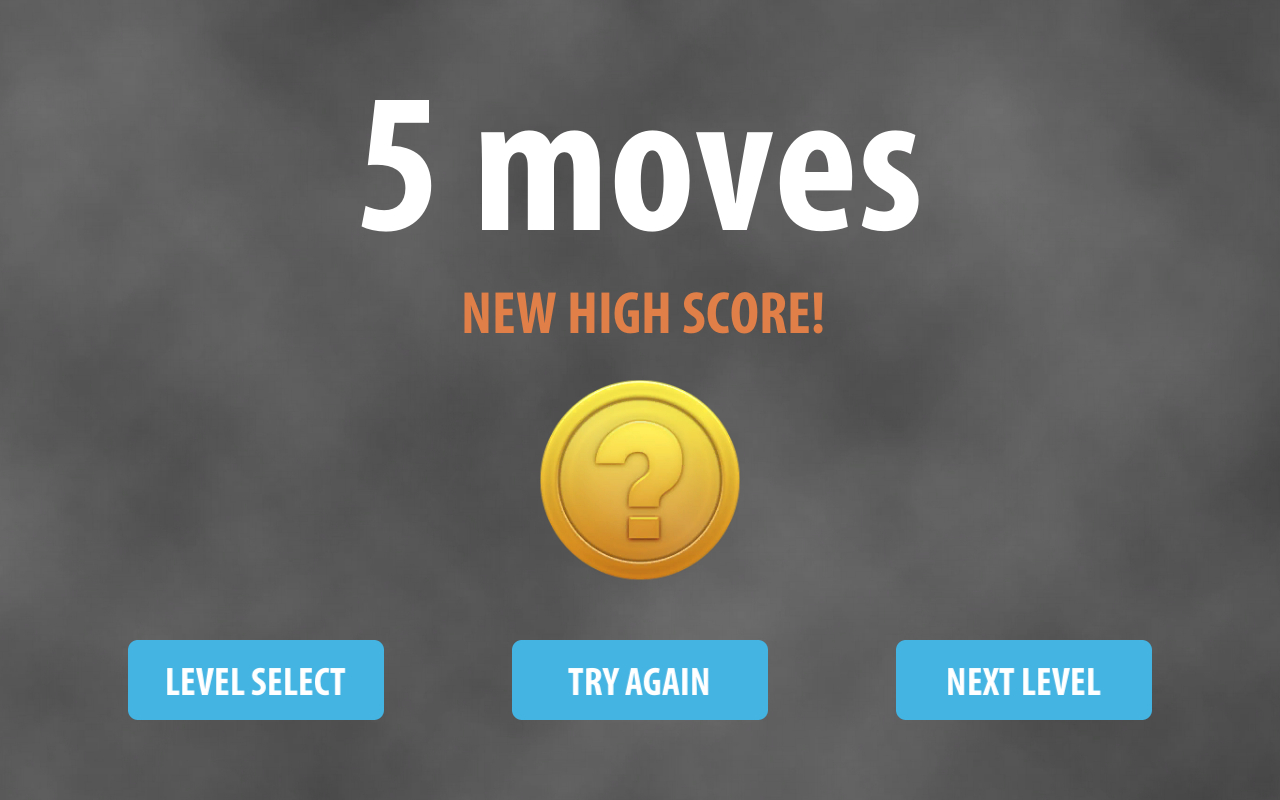 5 moves
NEW HIGH SCORE!
?
LEVEL SELECT
TRY AGAIN
NEXT LEVEL